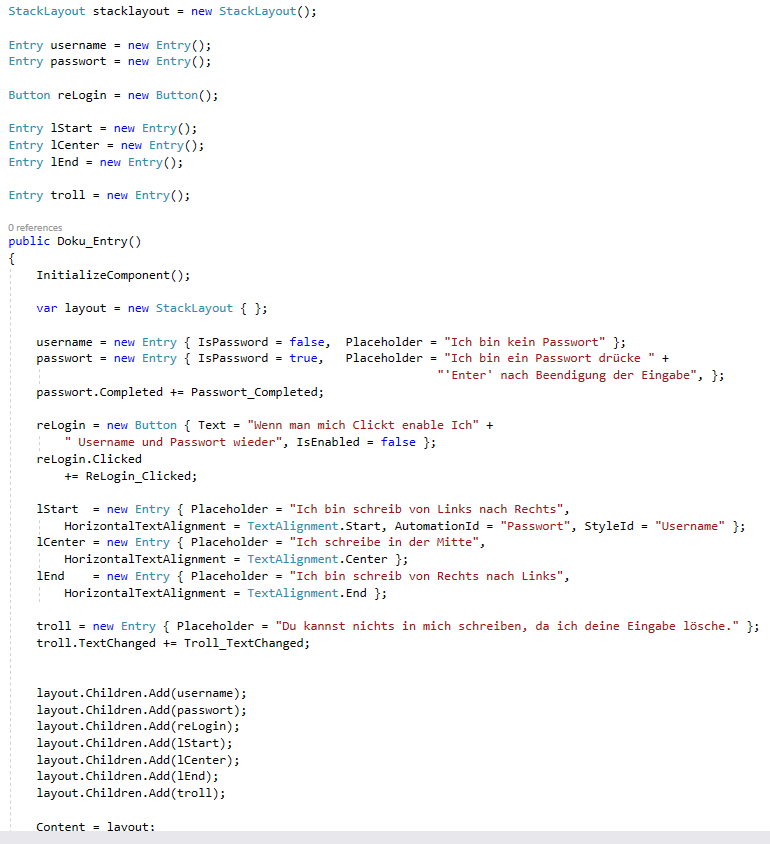 StackLayout stacklayout = new StackLayout();
Entry username = new Entry();
Entry passwort = new Entry();
Button reLogin = new Button();
Entry lStart = new Entry();
Entry lCenter = new Entry();
Entry lEnd = new Entry();
Entry troll = new Entry();
0 references
public Doku_Entry()
{
InitializeComponent();
var layout = new StackLayout { };
username = new Entry { IsPassword = false,  Placeholder = "Ich bin kein Passwort" };
passwort = new Entry { IsPassword = true,   Placeholder = "Ich bin ein Passwort drücke " +
"'Enter' nach Beendigung der Eingabe", };
passwort.Completed += Passwort_Completed;
reLogin = new Button { Text = "Wenn man mich Clickt enable Ich" +
" Username und Passwort wieder", IsEnabled = false };
reLogin.Clicked
+= ReLogin_Clicked;
lStart  = new Entry { Placeholder = "Ich bin schreib von Links nach Rechts",
HorizontalTextAlignment = TextAlignment.Start, AutomationId = "Passwort", StyleId = "Username" };
lCenter = new Entry { Placeholder = "Ich schreibe in der Mitte",
HorizontalTextAlignment = TextAlignment.Center };
lEnd    = new Entry { Placeholder = "Ich bin schreib von Rechts nach Links",
HorizontalTextAlignment = TextAlignment.End };
troll = new Entry { Placeholder = "Du kannst nichts in mich schreiben, da ich deine Eingabe lösche." };
troll.TextChanged += Troll_TextChanged;
layout.Children.Add(username);
layout.Children.Add(passwort);
layout.Children.Add(reLogin);
layout.Children.Add(lStart);
layout.Children.Add(lCenter);
layout.Children.Add(lEnd);
layout.Children.Add(troll);
Content = layout;